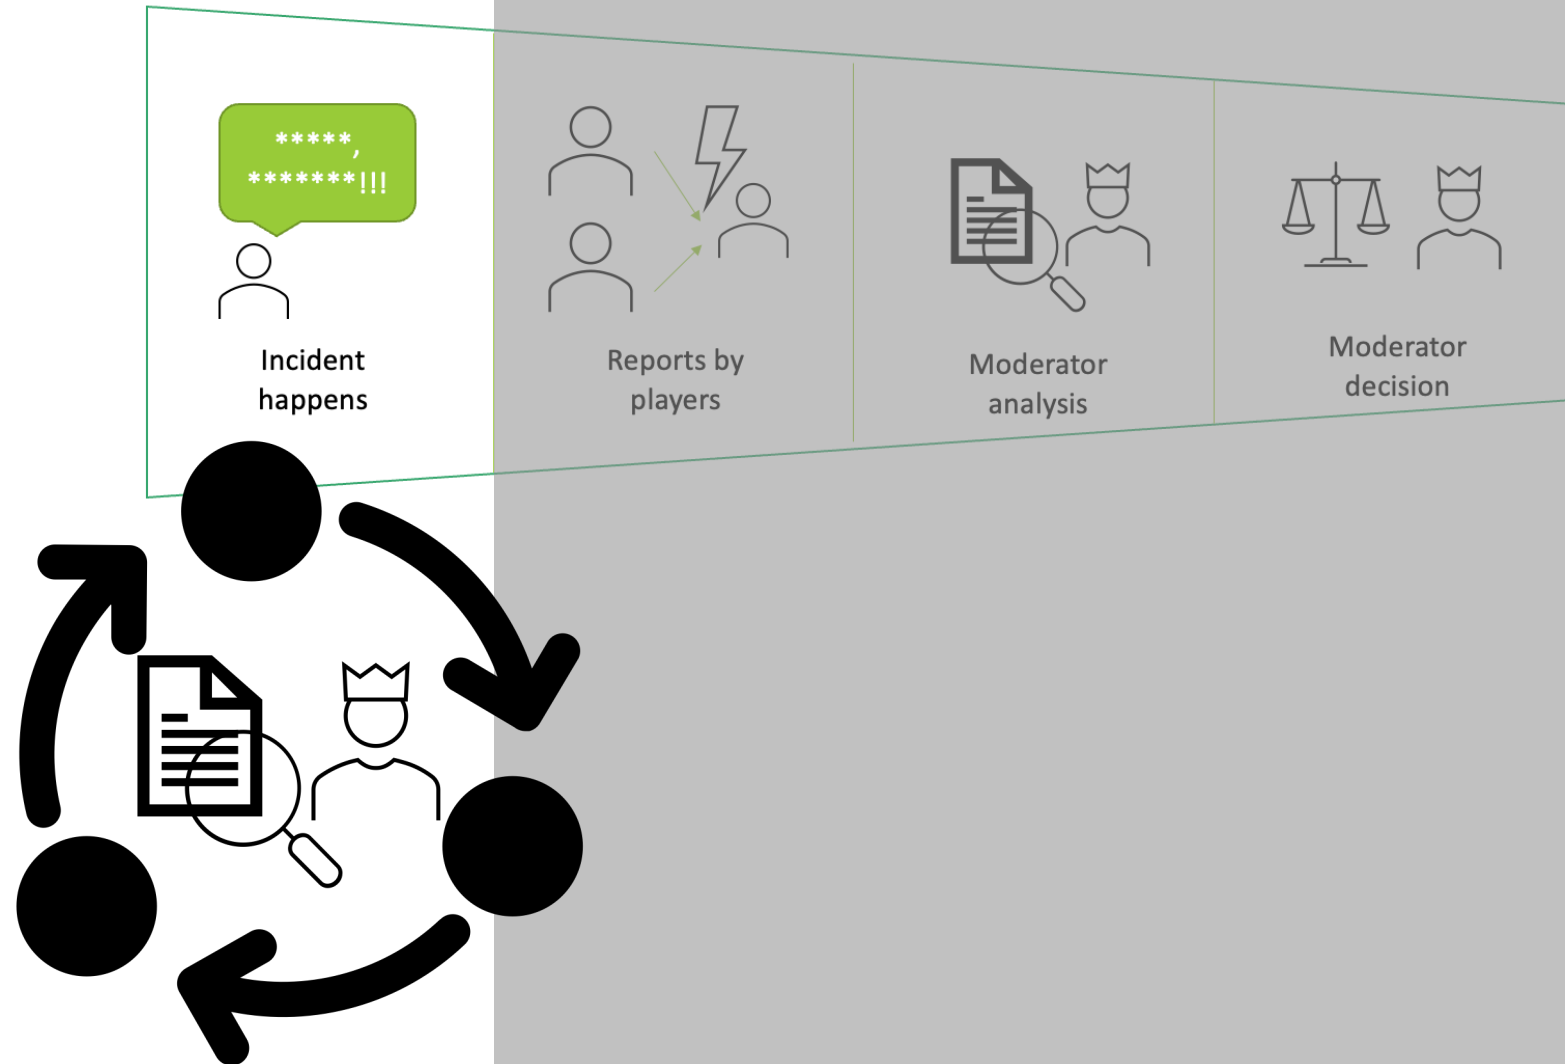 *****,
*******!!!
Incident
happens
Reports by
players
Moderator
analysis
Moderator
decision